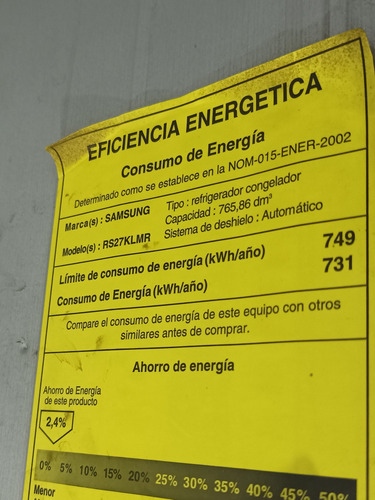 EFICIENCIA ENERGETICA
Consumo de Energía
Determinado como se establece en la NOM-015-ENER-2002
Marca(s) : SAMSUNG
Tipo : refrigerador congelador
Capacidad : 765,86 dm³
Modelo(s) : RS27KLMR
Sistema de deshielo : Automático
Límite de consumo de energía (kWh/año) 749
Consumo de Energía (kWh/año) 731
Compare el consumo de energía de este equipo con otros
similares antes de comprar.
Ahorro de energía
Ahorro de Energía
de este producto
2,4%
0% 5% 10% 15% 20% 25% 30% 35% 40% 45% 50%
Menor